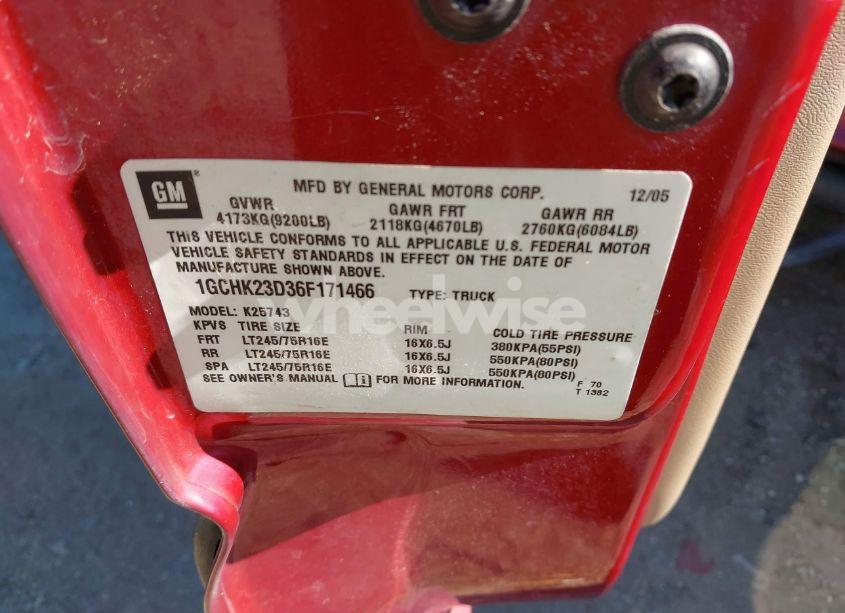 GM ®
MFD BY GENERAL MOTORS CORP. 12/05
GVWR GAWR FRT GAWR RR
4173KG(9200LB) 2118KG(4670LB) 2760KG(6084LB)
THIS VEHICLE CONFORMS TO ALL APPLICABLE U.S. FEDERAL MOTOR
VEHICLE SAFETY STANDARDS IN EFFECT ON THE DATE OF
MANUFACTURE SHOWN ABOVE.
1GCHK23D36F171466 TYPE: TRUCK
wheelwise
MODEL: K25743
KPVS TIRE SIZE RIM COLD TIRE PRESSURE
FRT LT245/75R16E 16X6.5J 380KPA(55PSI)
RR LT245/75R16E 16X6.5J 550KPA(80PSI)
SPA LT245/75R16E 16X6.5J 550KPA(80PSI)
SEE OWNER'S MANUAL FOR MORE INFORMATION.
F 70
T 1382